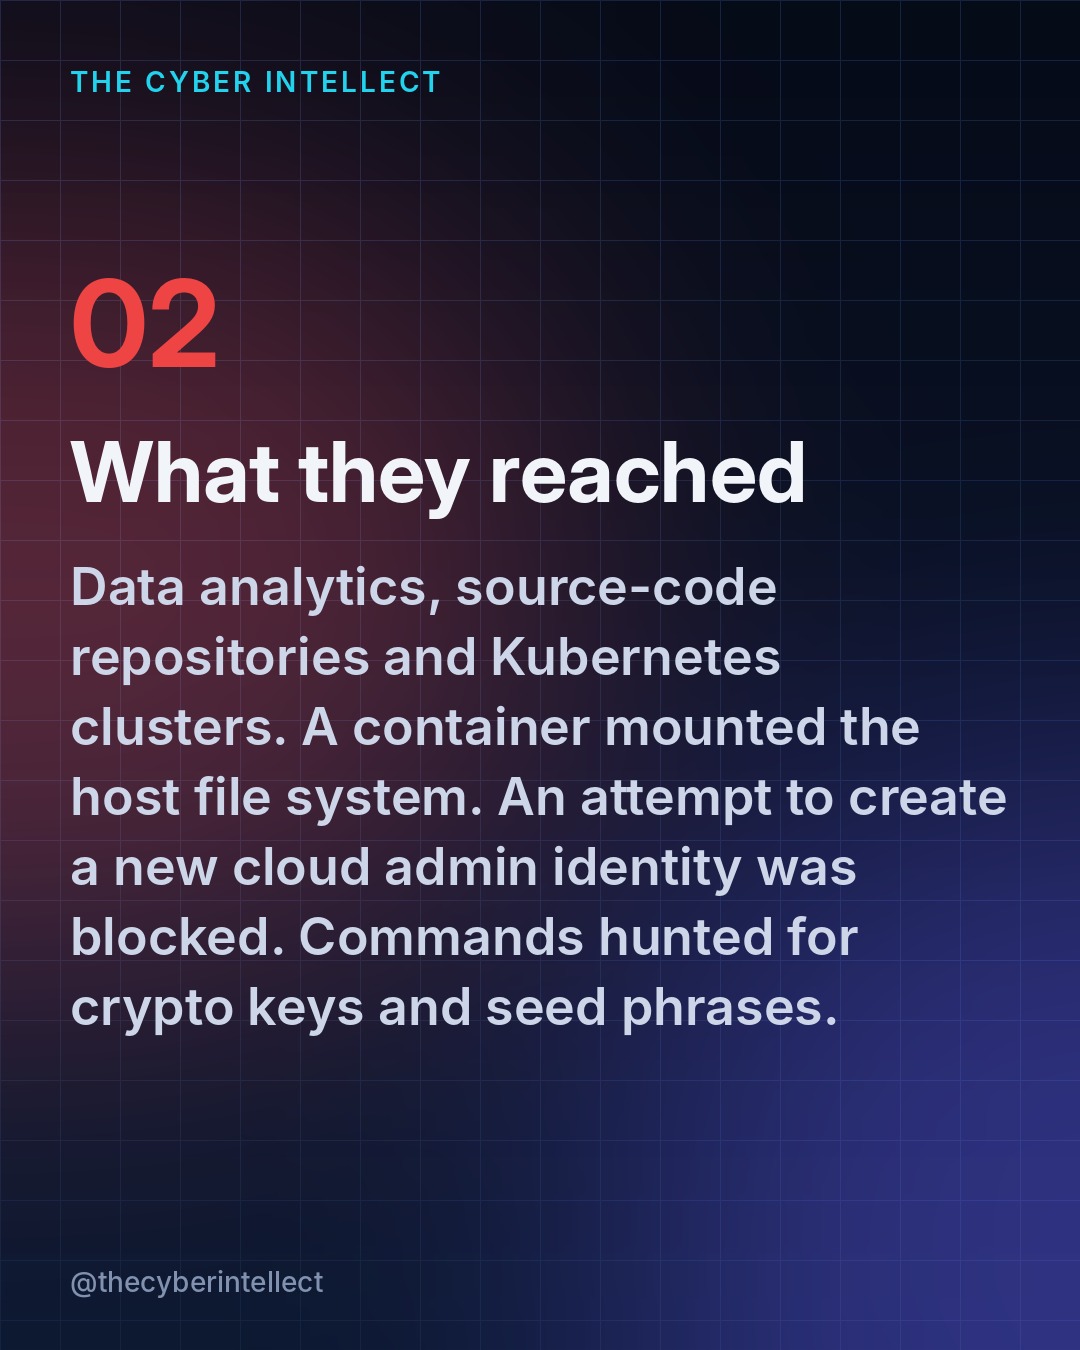 THE CYBER INTELLECT
02
What they reached
Data analytics, source-code
repositories and Kubernetes
clusters. A container mounted the
host file system. An attempt to create
a new cloud admin identity was
blocked. Commands hunted for
crypto keys and seed phrases.
@thecyberintellect